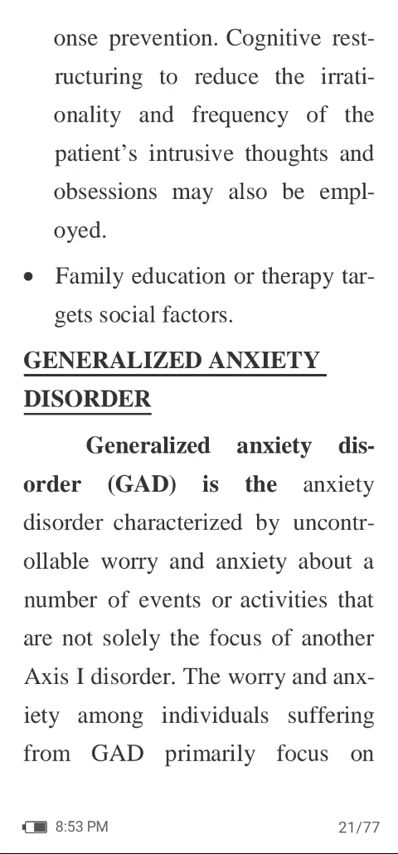 onse prevention. Cognitive rest-
ructuring to reduce the irrati-
onality and frequency of the
patient’s intrusive thoughts and
obsessions may also be empl-
oyed.
• Family education or therapy tar-
gets social factors.
GENERALIZED ANXIETY
DISORDER
Generalized anxiety dis-
order (GAD) is the anxiety
disorder characterized by uncontr-
ollable worry and anxiety about a
number of events or activities that
are not solely the focus of another
Axis I disorder. The worry and anx-
iety among individuals suffering
from GAD primarily focus on
8:53 PM 21/77